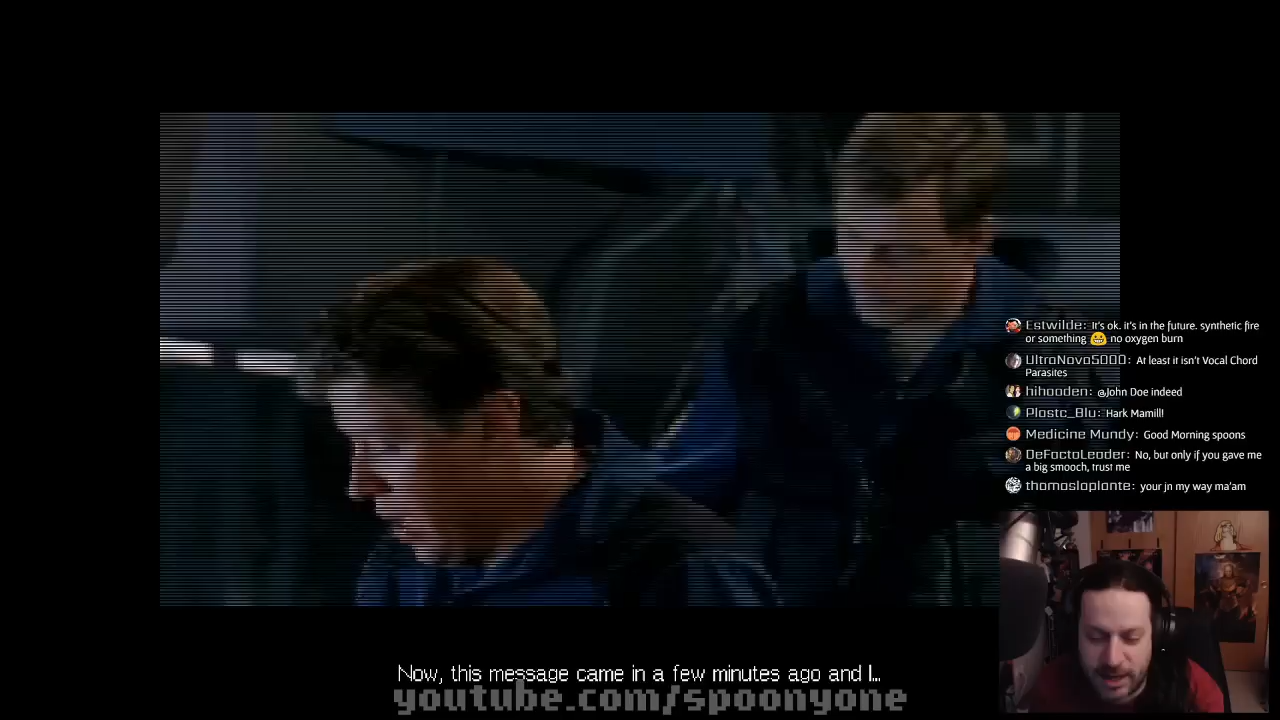 Estwilde: It's ok. it's in the future. synthetic fire
or something 😄 no oxygen burn
UltraNova5000: At least it isn't Vocal Chord
Parasites
hihooden: @John Doe indeed
Plastc_Blu: Hark Mamill!
Medicine Mundy: Good Morning spoons
DeFactoLeader: No, but only if you gave me
a big smooch, trust me
thomaslaplante: your jn my way ma'am
Now, this message came in a few minutes ago and I...
youtube.com/spoonyone